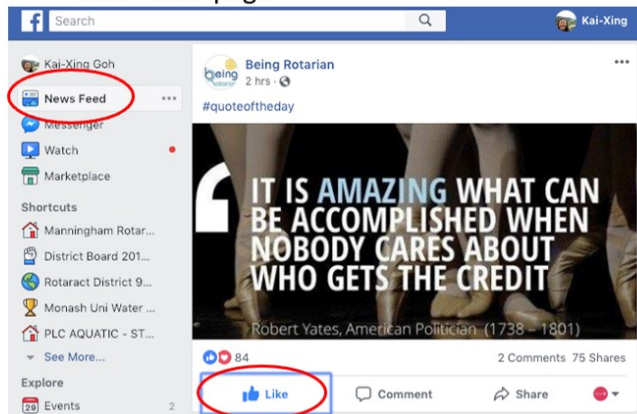 Search
Kai-Xing
Kai-Xing Goh
News Feed
Messenger
Watch
Marketplace
Shortcuts
Manningham Rotar...
District Board 201...
Rotaract District 9...
Monash Uni Water ...
PLC AQUATIC - ST...
See More...
Explore
Events 2
being
Being Rotarian
2 hrs
#quoteoftheday
IT IS AMAZING WHAT CAN
BE ACCOMPLISHED WHEN
NOBODY CARES ABOUT
WHO GETS THE CREDIT
Robert Yates, American Politician (1738 – 1801)
84
2 Comments 75 Shares
Like
Comment
Share